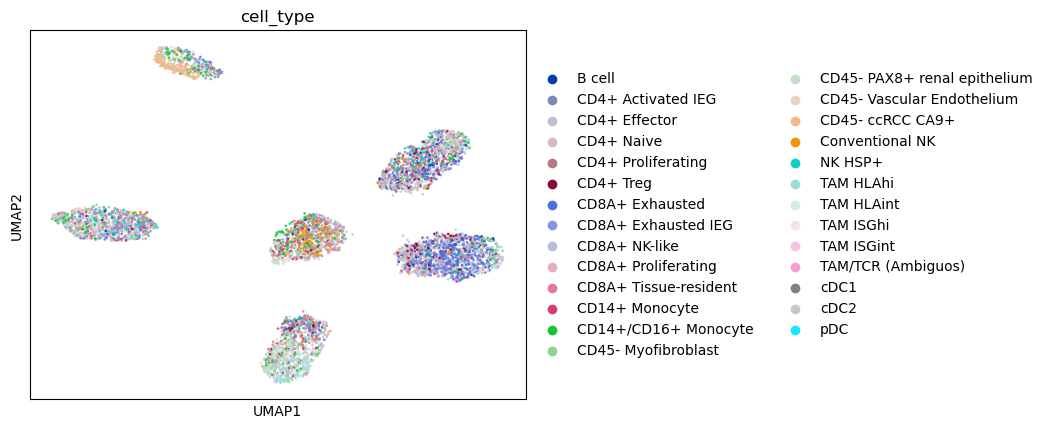 cell_type
UMAP2
UMAP1
B cell
CD4+ Activated IEG
CD4+ Effector
CD4+ Naive
CD4+ Proliferating
CD4+ Treg
CD8A+ Exhausted
CD8A+ Exhausted IEG
CD8A+ NK-like
CD8A+ Proliferating
CD8A+ Tissue-resident
CD14+ Monocyte
CD14+/CD16+ Monocyte
CD45- Myofibroblast
CD45- PAX8+ renal epithelium
CD45- Vascular Endothelium
CD45- ccRCC CA9+
Conventional NK
NK HSP+
TAM HLAhi
TAM HLAint
TAM ISGhi
TAM ISGint
TAM/TCR (Ambiguos)
cDC1
cDC2
pDC